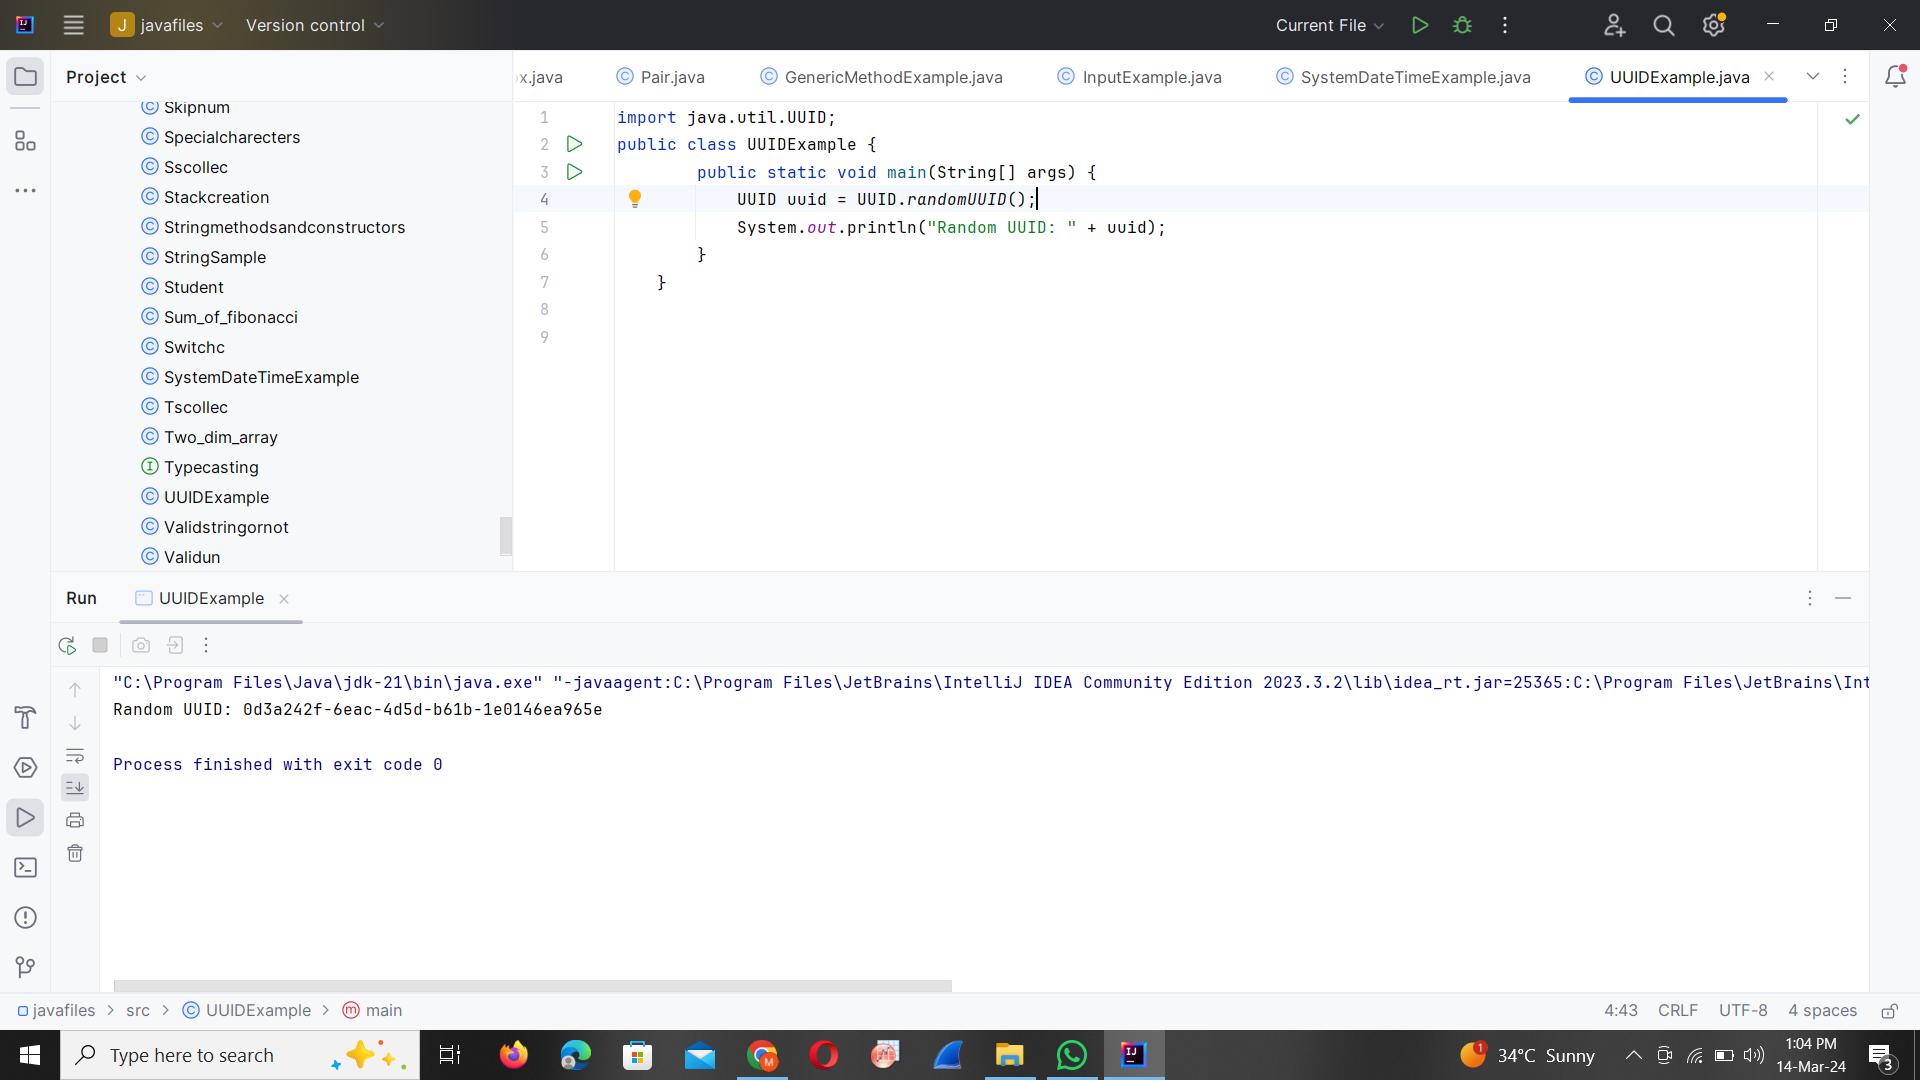 J javafiles Version control Current File
Project
x.java Pair.java GenericMethodExample.java InputExample.java SystemDateTimeExample.java UUIDExample.java
Skipnum
Specialcharecters
Sscollec
Stackcreation
Stringmethodsandconstructors
StringSample
Student
Sum_of_fibonacci
Switchc
SystemDateTimeExample
Tscollec
Two_dim_array
Typecasting
UUIDExample
Validstringornot
Validun
1 import java.util.UUID;
2 public class UUIDExample {
3 public static void main(String[] args) {
4 UUID uuid = UUID.randomUUID();
5 System.out.println("Random UUID: " + uuid);
6 }
7 }
8
9
Run UUIDExample
"C:\Program Files\Java\jdk-21\bin\java.exe" "-javaagent:C:\Program Files\JetBrains\IntelliJ IDEA Community Edition 2023.3.2\lib\idea_rt.jar=25365:C:\Program Files\JetBrains\Int
Random UUID: 0d3a242f-6eac-4d5d-b61b-1e0146ea965e
Process finished with exit code 0
javafiles > src > UUIDExample > main 4:43 CRLF UTF-8 4 spaces
Type here to search 1 34°C Sunny 1:04 PM
14-Mar-24 3